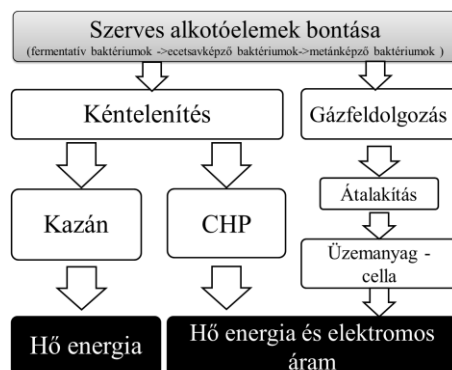 Szerves alkotóelemek bontása
(fermentatív baktériumok ->ecetsavképző baktériumok->metánképző baktériumok )
Kéntelenítés
Gázfeldolgozás
Kazán
CHP
Átalakítás
Üzemanyag -
cella
Hő energia
Hő energia és elektromos
áram